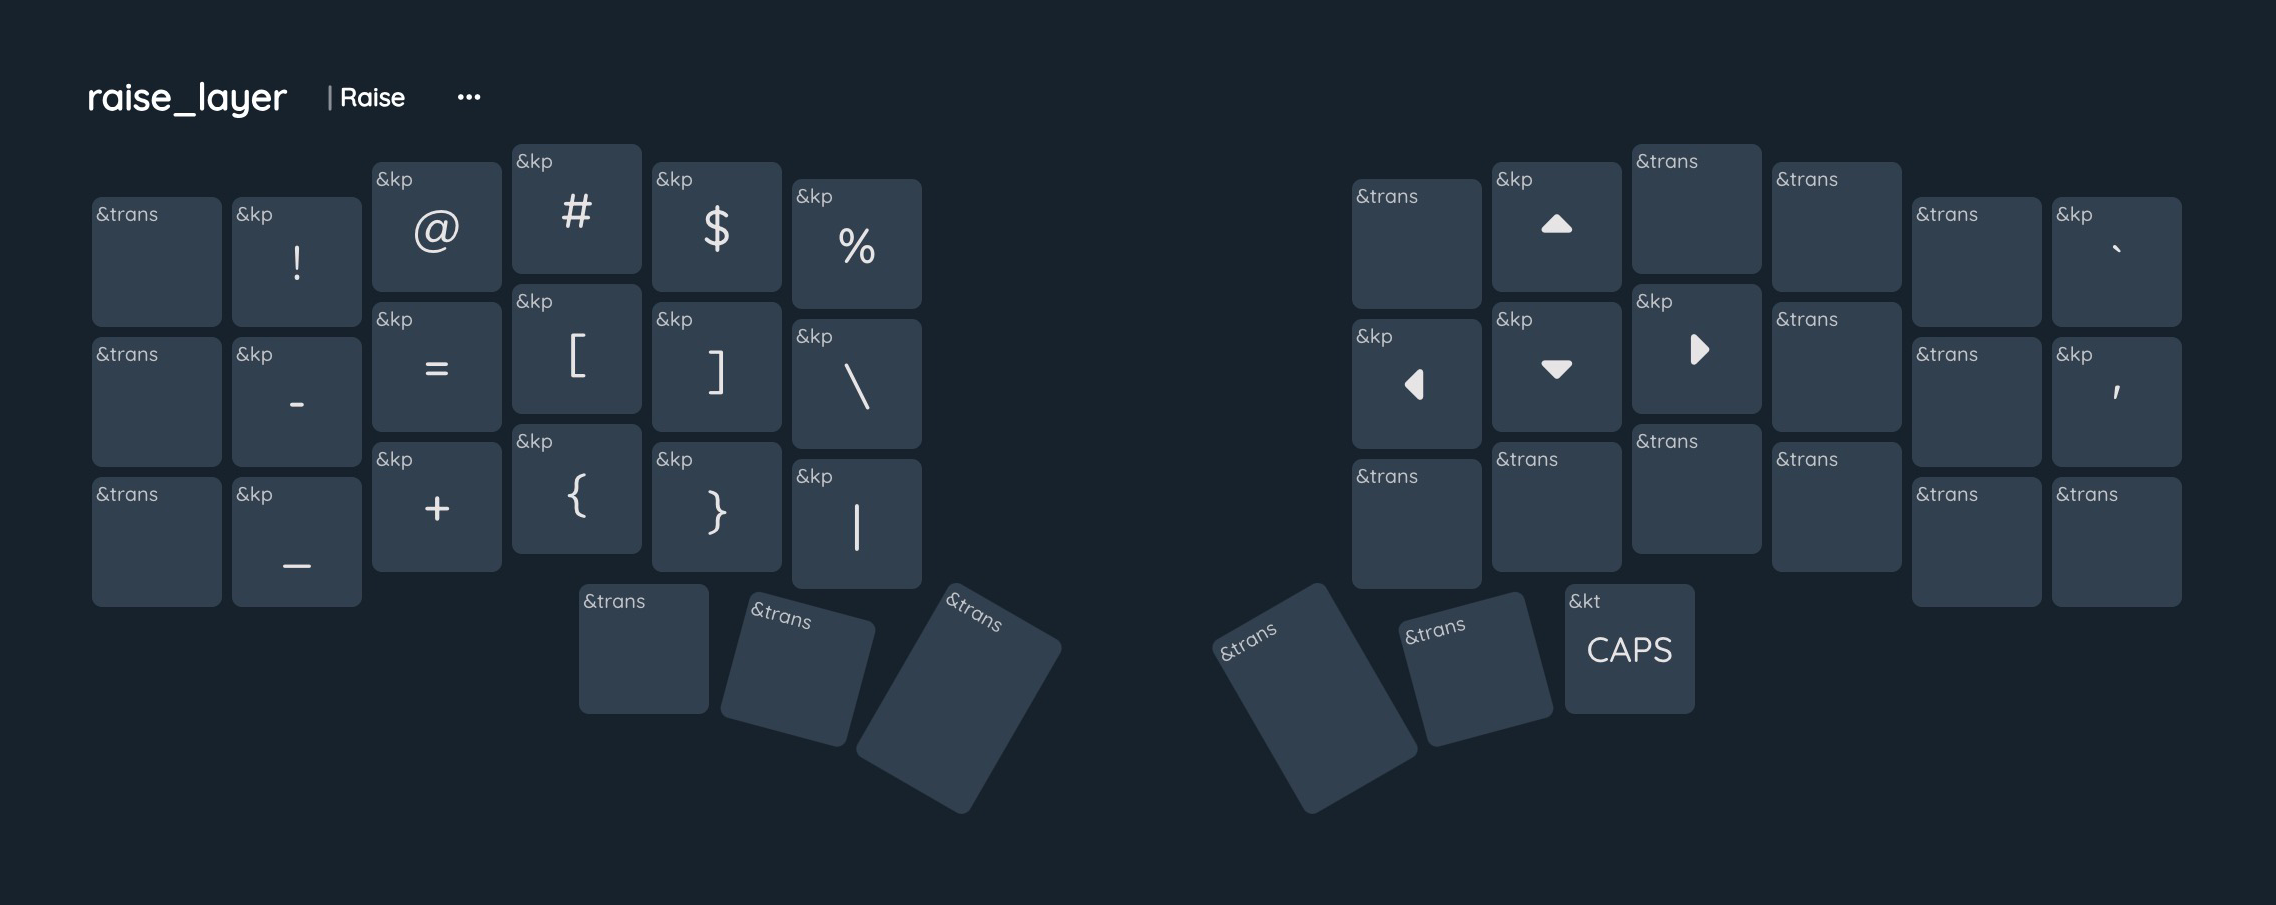 raise_layer | Raise ...
&trans &kp ! &kp @ &kp # &kp $ &kp % &trans &kp ▲ &trans &trans &trans &kp `
&trans &kp - &kp = &kp [ &kp ] &kp \ &kp ◀ &kp ▼ &kp ▶ &trans &trans &kp '
&trans &kp _ &kp + &kp { &kp } &kp | &trans &trans &trans &trans &trans &trans
&trans &trans &trans &trans &trans &kt CAPS